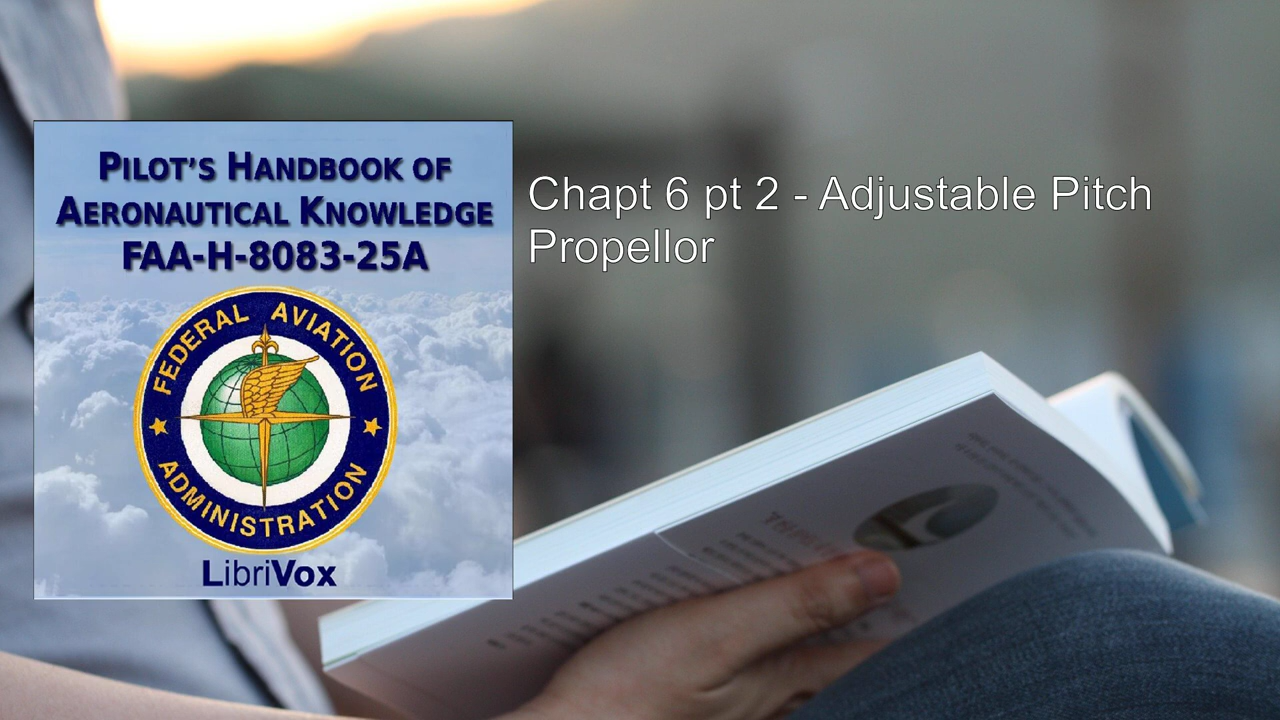 PILOT'S HANDBOOK OF
AERONAUTICAL KNOWLEDGE
FAA-H-8083-25A
FEDERAL AVIATION
ADMINISTRATION
LibriVox
Chapt 6 pt 2 - Adjustable Pitch
Propellor